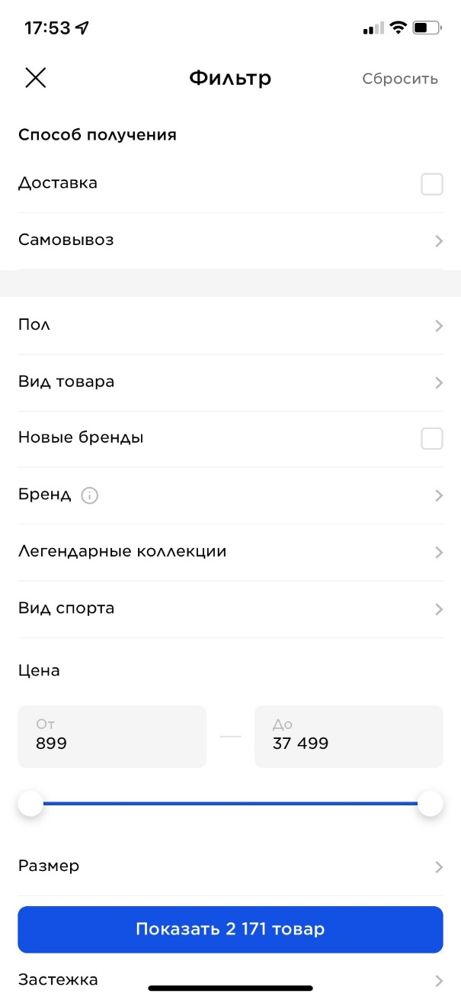 17:53
Фильтр
Сбросить
Способ получения
Доставка
Самовывоз
Пол
Вид товара
Новые бренды
Бренд
Легендарные коллекции
Вид спорта
Цена
От
899
До
37 499
Размер
Показать 2 171 товар
Застежка